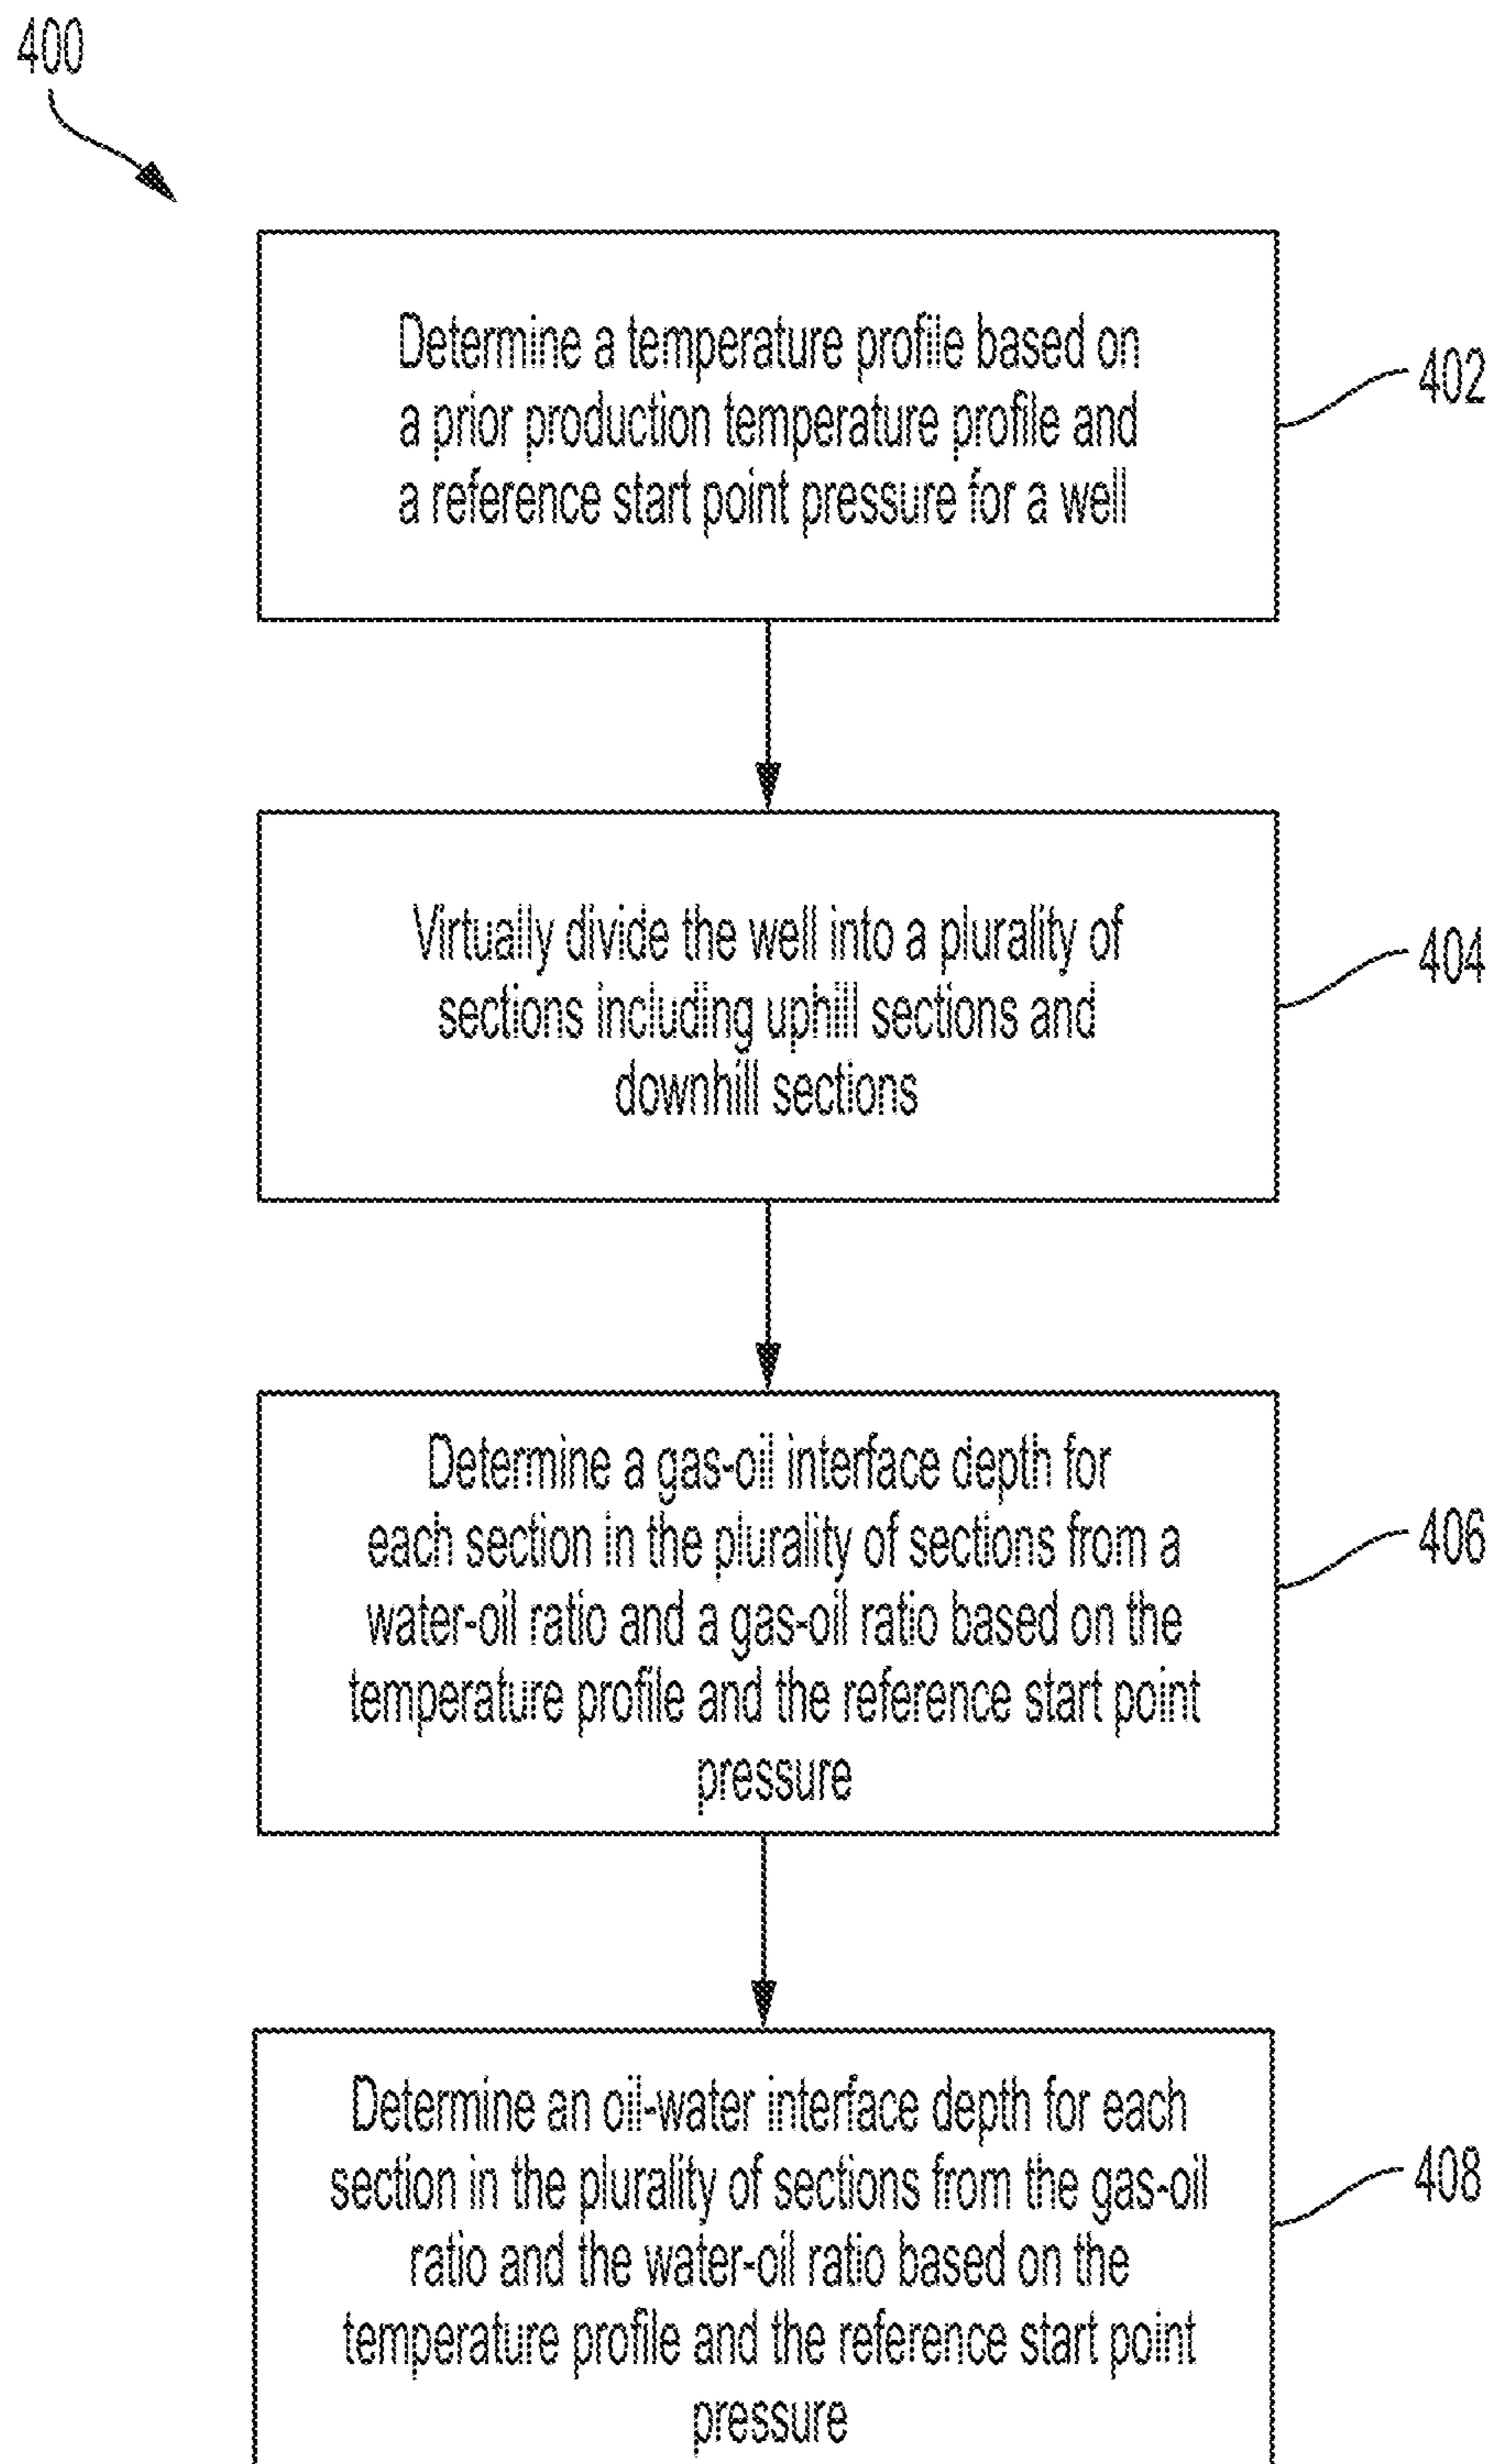 400
Determine a temperature profile based on
a prior production temperature profile and
a reference start point pressure for a well
402
Virtually divide the well into a plurality of
sections including uphill sections and
downhill sections
404
Determine a gas-oil interface depth for
each section in the plurality of sections from a
water-oil ratio and a gas-oil ratio based on the
temperature profile and the reference start point
pressure
406
Determine an oil-water interface depth for each
section in the plurality of sections from the gas-oil
ratio and the water-oil ratio based on the
temperature profile and the reference start point
pressure
408